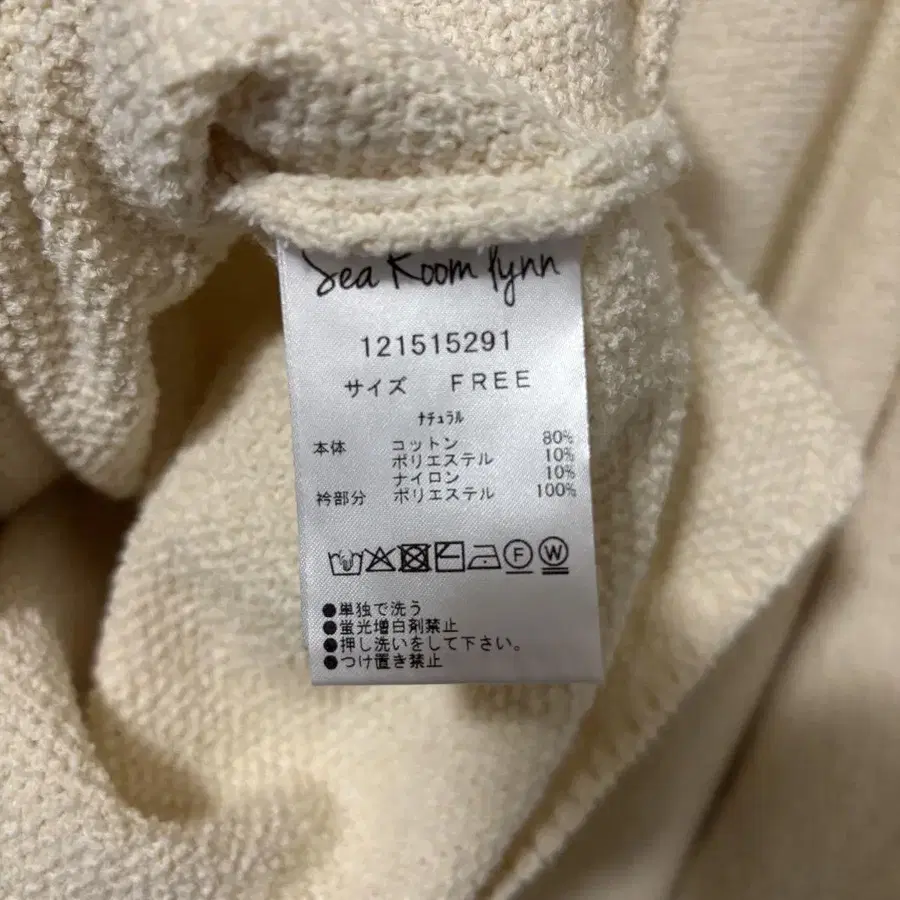 Sea Room lynn
121515291
サイズ FREE
ﾅﾁｭﾗﾙ
本体 コットン 80%
ポリエステル 10%
ナイロン 10%
衿部分 ポリエステル 100%
F W
●単独で洗う
●蛍光増白剤禁止
●押し洗いをして下さい。
●つけ置き禁止